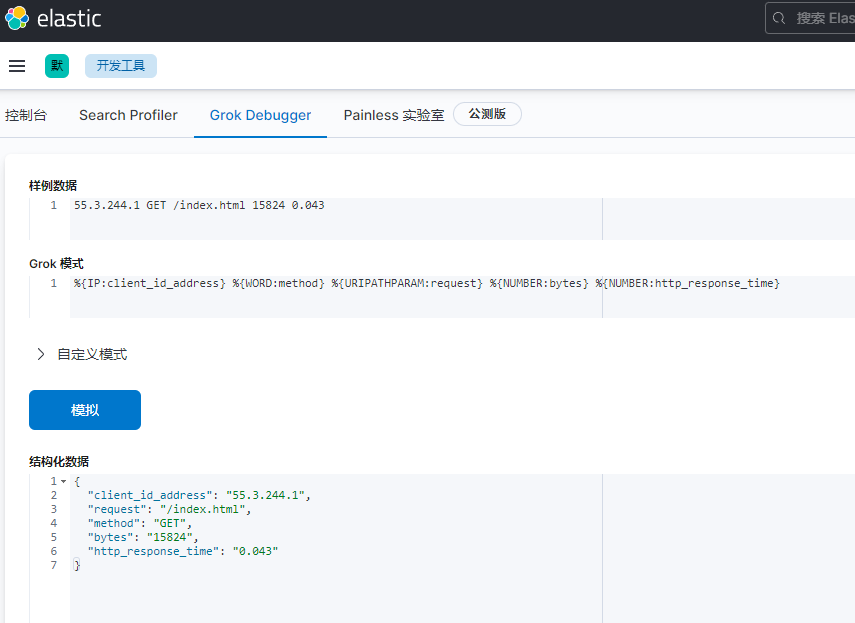 elastic
搜索 Elas
默 开发工具
控制台 Search Profiler Grok Debugger Painless 实验室 公测版
样例数据
1 55.3.244.1 GET /index.html 15824 0.043
Grok 模式
1 %{IP:client_id_address} %{WORD:method} %{URIPATHPARAM:request} %{NUMBER:bytes} %{NUMBER:http_response_time}
自定义模式
模拟
结构化数据
1 {
2 "client_id_address": "55.3.244.1",
3 "request": "/index.html",
4 "method": "GET",
5 "bytes": "15824",
6 "http_response_time": "0.043"
7 }